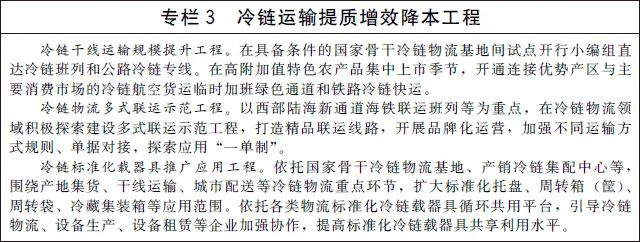 专栏 3　冷链运输提质增效降本工程
冷链干线运输规模提升工程。在具备条件的国家骨干冷链物流基地间试点开行小编组直
达冷链班列和公路冷链专线。在高附加值特色农产品集中上市季节，开通连接优势产区与主
要消费市场的冷链航空货运临时加班绿色通道和铁路冷链快运。
冷链物流多式联运示范工程。以西部陆海新通道海铁联运班列等为重点，在冷链物流领
域积极探索建设多式联运示范工程，打造精品联运线路，开展品牌化运营，加强不同运输方
式规则、单据对接，探索应用“一单制”。
冷链标准化载器具推广应用工程。依托国家骨干冷链物流基地、产销冷链集配中心等，
围绕产地集货、干线运输、城市配送等冷链物流重点环节，扩大标准化托盘、周转箱（筐）、
周转袋、冷藏集装箱等应用范围。依托各类物流标准化冷链载器具循环共用平台，引导冷链
物流、设备生产、设备租赁等企业加强协作，提高标准化冷链载器具共享利用水平。